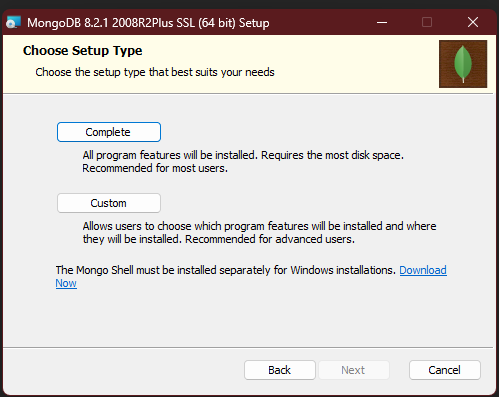 MongoDB 8.2.1 2008R2Plus SSL (64 bit) Setup
Choose Setup Type
Choose the setup type that best suits your needs
Complete
All program features will be installed. Requires the most disk space.
Recommended for most users.
Custom
Allows users to choose which program features will be installed and where
they will be installed. Recommended for advanced users.
The Mongo Shell must be installed separately for Windows installations. Download
Now
Back Next Cancel